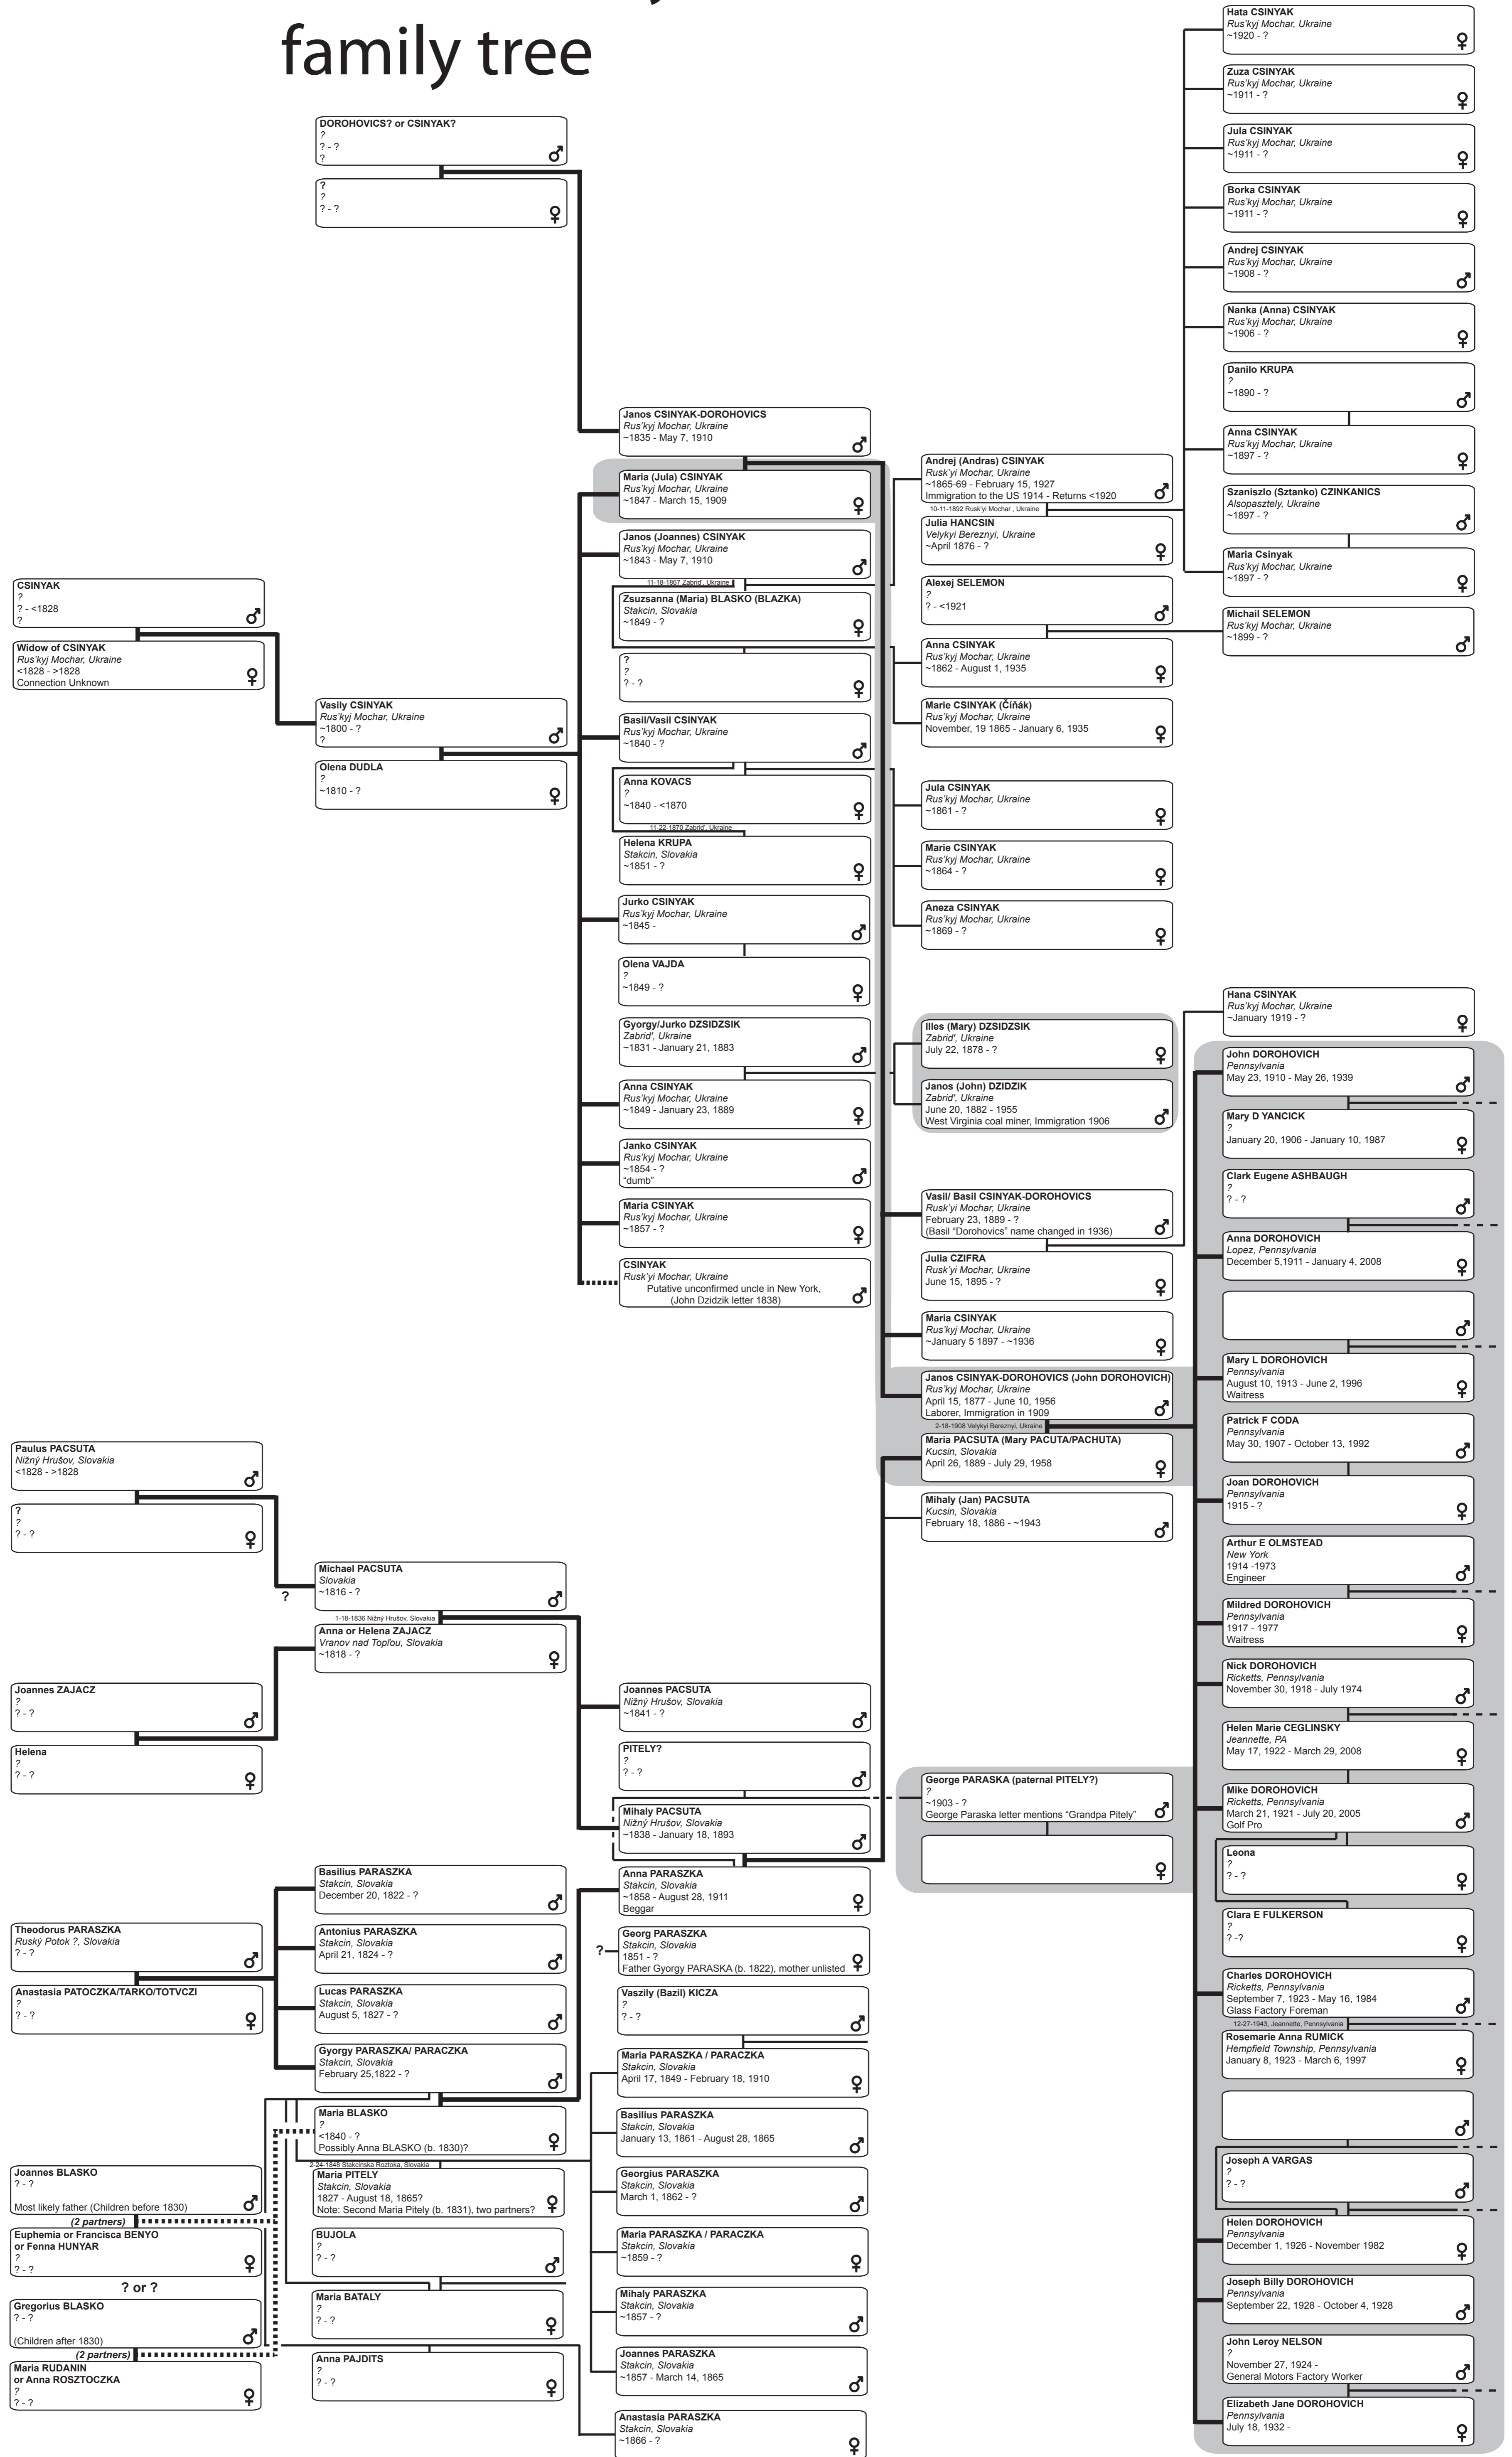 family tree
DOROHOVICS? or CSINYAK?
?
? - ?
?
?
?
? - ?
CSINYAK
?
? - <1828
?
Widow of CSINYAK
Rus'kyj Mochar, Ukraine
<1828 - >1828
Connection Unknown
Vasily CSINYAK
Rus'kyj Mochar, Ukraine
~1800 - ?
?
Olena DUDLA
?
~1810 - ?
Paulus PACSUTA
Nižný Hrušov, Slovakia
<1828 - >1828
?
?
? - ?
?
Michael PACSUTA
Slovakia
~1816 - ?
1-18-1836 Nižný Hrušov, Slovakia
Anna or Helena ZAJACZ
Vranov nad Topľou, Slovakia
~1818 - ?
Joannes ZAJACZ
?
? - ?
Helena
?
? - ?
Theodorus PARASZKA
Ruský Potok ?, Slovakia
? - ?
Anastasia PATOCZKA/TARKO/TOTVCZI
?
? - ?
Basilius PARASZKA
Stakcin, Slovakia
December 20, 1822 - ?
Antonius PARASZKA
Stakcin, Slovakia
April 21, 1824 - ?
Lucas PARASZKA
Stakcin, Slovakia
August 5, 1827 - ?
Gyorgy PARASZKA/ PARACZKA
Stakcin, Slovakia
February 25,1822 - ?
Maria BLASKO
?
<1840 - ?
Possibly Anna BLASKO (b. 1830)?
2-24-1848 Stakcinska Roztoka, Slovakia
Maria PITELY
Stakcin, Slovakia
1827 - August 18, 1865?
Note: Second Maria Pitely (b. 1831), two partners?
BUJOLA
?
? - ?
Maria BATALY
?
? - ?
Anna PAJDITS
?
? - ?
Joannes BLASKO
? - ?
Most likely father (Children before 1830)
(2 partners)
Euphemia or Francisca BENYO
or Fenna HUNYAR
?
? - ?
? or ?
Gregorius BLASKO
? - ?
(Children after 1830)
(2 partners)
Maria RUDANIN
or Anna ROSZTOCZKA
?
? - ?
Janos CSINYAK-DOROHOVICS
Rus'kyj Mochar, Ukraine
~1835 - May 7, 1910
Maria (Jula) CSINYAK
Rus'kyj Mochar, Ukraine
~1847 - March 15, 1909
Janos (Joannes) CSINYAK
Rus'kyj Mochar, Ukraine
~1843 - May 7, 1910
11-18-1867 Zabrid', Ukraine
Zsuzsanna (Maria) BLASKO (BLAZKA)
Stakcin, Slovakia
~1849 - ?
?
?
? - ?
Basil/Vasil CSINYAK
Rus'kyj Mochar, Ukraine
~1840 - ?
Anna KOVACS
?
~1840 - <1870
11-22-1870 Zabrid', Ukraine
Helena KRUPA
Stakcin, Slovakia
~1851 - ?
Jurko CSINYAK
Rus'kyj Mochar, Ukraine
~1845 -
Olena VAJDA
?
~1849 - ?
Gyorgy/Jurko DZSIDZSIK
Zabrid', Ukraine
~1831 - January 21, 1883
Anna CSINYAK
Rus'kyj Mochar, Ukraine
~1849 - January 23, 1889
Janko CSINYAK
Rus'kyj Mochar, Ukraine
~1854 - ?
"dumb"
Maria CSINYAK
Rus'kyj Mochar, Ukraine
~1857 - ?
CSINYAK
Rusk'yi Mochar, Ukraine
Putative unconfirmed uncle in New York,
(John Dzidzik letter 1838)
Joannes PACSUTA
Nižný Hrušov, Slovakia
~1841 - ?
PITELY?
?
? - ?
Mihaly PACSUTA
Nižný Hrušov, Slovakia
~1838 - January 18, 1893
Anna PARASZKA
Stakcin, Slovakia
~1858 - August 28, 1911
Beggar
?
Georg PARASZKA
Stakcin, Slovakia
1851 - ?
Father Gyorgy PARASKA (b. 1822), mother unlisted
Vaszily (Bazil) KICZA
?
? - ?
Maria PARASZKA / PARACZKA
Stakcin, Slovakia
April 17, 1849 - February 18, 1910
Basilius PARASZKA
Stakcin, Slovakia
January 13, 1861 - August 28, 1865
Georgius PARASZKA
Stakcin, Slovakia
March 1, 1862 - ?
Maria PARASZKA / PARACZKA
Stakcin, Slovakia
~1859 - ?
Mihaly PARASZKA
Stakcin, Slovakia
~1857 - ?
Joannes PARASZKA
Stakcin, Slovakia
~1857 - March 14, 1865
Anastasia PARASZKA
Stakcin, Slovakia
~1866 - ?
Andrej (Andras) CSINYAK
Rusk'yi Mochar, Ukraine
~1865-69 - February 15, 1927
Immigration to the US 1914 - Returns <1920
10-11-1892 Rusk'yi Mochar , Ukraine
Julia HANCSIN
Velykyi Bereznyi, Ukraine
~April 1876 - ?
Alexej SELEMON
?
? - <1921
Anna CSINYAK
Rus'kyj Mochar, Ukraine
~1862 - August 1, 1935
Marie CSINYAK (Čiňák)
Rus'kyj Mochar, Ukraine
November, 19 1865 - January 6, 1935
Jula CSINYAK
Rus'kyj Mochar, Ukraine
~1861 - ?
Marie CSINYAK
Rus'kyj Mochar, Ukraine
~1864 - ?
Aneza CSINYAK
Rus'kyj Mochar, Ukraine
~1869 - ?
Illes (Mary) DZSIDZSIK
Zabrid', Ukraine
July 22, 1878 - ?
Janos (John) DZIDZIK
Zabrid', Ukraine
June 20, 1882 - 1955
West Virginia coal miner, Immigration 1906
Vasil/ Basil CSINYAK-DOROHOVICS
Rusk'yi Mochar, Ukraine
February 23, 1889 - ?
(Basil "Dorohovics" name changed in 1936)
Julia CZIFRA
Rusk'yi Mochar, Ukraine
June 15, 1895 - ?
Maria CSINYAK
Rus'kyj Mochar, Ukraine
~January 5 1897 - ~1936
Janos CSINYAK-DOROHOVICS (John DOROHOVICH)
Rus'kyj Mochar, Ukraine
April 15, 1877 - June 10, 1956
Laborer, Immigration in 1909
2-18-1908 Velykyi Bereznyi, Ukraine
Maria PACSUTA (Mary PACUTA/PACHUTA)
Kucsin, Slovakia
April 26, 1889 - July 29, 1958
Mihaly (Jan) PACSUTA
Kucsin, Slovakia
February 18, 1886 - ~1943
George PARASKA (paternal PITELY?)
?
~1903 - ?
George Paraska letter mentions "Grandpa Pitely"
Hata CSINYAK
Rus'kyj Mochar, Ukraine
~1920 - ?
Zuza CSINYAK
Rus'kyj Mochar, Ukraine
~1911 - ?
Jula CSINYAK
Rus'kyj Mochar, Ukraine
~1911 - ?
Borka CSINYAK
Rus'kyj Mochar, Ukraine
~1911 - ?
Andrej CSINYAK
Rus'kyj Mochar, Ukraine
~1908 - ?
Nanka (Anna) CSINYAK
Rus'kyj Mochar, Ukraine
~1906 - ?
Danilo KRUPA
?
~1890 - ?
Anna CSINYAK
Rus'kyj Mochar, Ukraine
~1897 - ?
Szaniszlo (Sztanko) CZINKANICS
Alsopasztely, Ukraine
~1897 - ?
Maria Csinyak
Rus'kyj Mochar, Ukraine
~1897 - ?
Michail SELEMON
Rus'kyj Mochar, Ukraine
~1899 - ?
Hana CSINYAK
Rus'kyj Mochar, Ukraine
~January 1919 - ?
John DOROHOVICH
Pennsylvania
May 23, 1910 - May 26, 1939
Mary D YANCICK
?
January 20, 1906 - January 10, 1987
Clark Eugene ASHBAUGH
?
? - ?
Anna DOROHOVICH
Lopez, Pennsylvania
December 5,1911 - January 4, 2008
Mary L DOROHOVICH
Pennsylvania
August 10, 1913 - June 2, 1996
Waitress
Patrick F CODA
Pennsylvania
May 30, 1907 - October 13, 1992
Joan DOROHOVICH
Pennsylvania
1915 - ?
Arthur E OLMSTEAD
New York
1914 -1973
Engineer
Mildred DOROHOVICH
Pennsylvania
1917 - 1977
Waitress
Nick DOROHOVICH
Ricketts, Pennsylvania
November 30, 1918 - July 1974
Helen Marie CEGLINSKY
Jeannette, PA
May 17, 1922 - March 29, 2008
Mike DOROHOVICH
Ricketts, Pennsylvania
March 21, 1921 - July 20, 2005
Golf Pro
Leona
?
? - ?
Clara E FULKERSON
?
? -?
Charles DOROHOVICH
Ricketts, Pennsylvania
September 7, 1923 - May 16, 1984
Glass Factory Foreman
12-27-1943, Jeannette, Pennsylvania
Rosemarie Anna RUMICK
Hempfield Township, Pennsylvania
January 8, 1923 - March 6, 1997
Joseph A VARGAS
?
? - ?
Helen DOROHOVICH
Pennsylvania
December 1, 1926 - November 1982
Joseph Billy DOROHOVICH
Pennsylvania
September 22, 1928 - October 4, 1928
John Leroy NELSON
?
November 27, 1924 -
General Motors Factory Worker
Elizabeth Jane DOROHOVICH
Pennsylvania
July 18, 1932 -